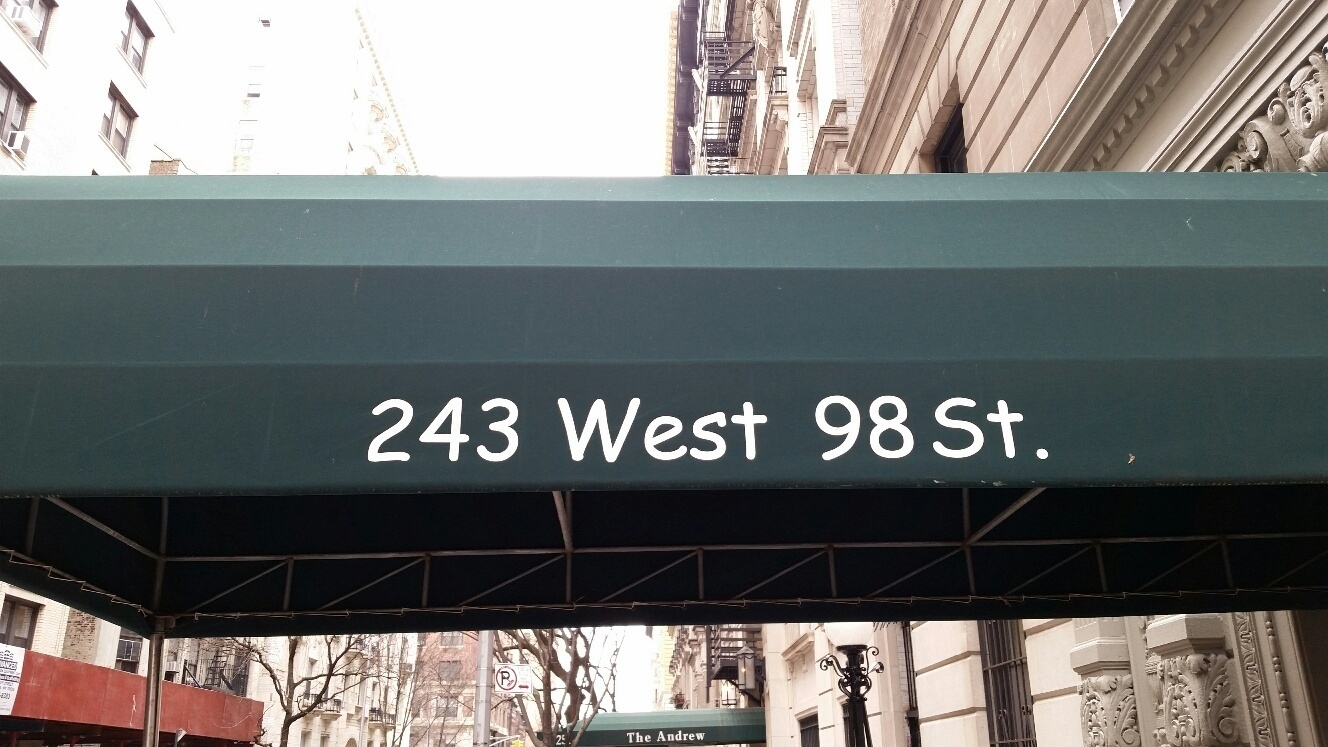 243 West 98 St.
The Andrew